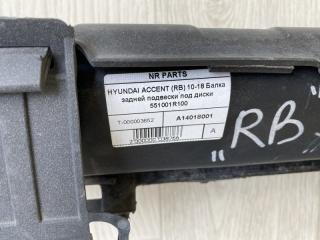 NR PARTS
HYUNDAI ACCENT (RB) 10-18 Балка
задней подвески под диски
551001R100
T-000003652
A14018001
A
"RB"